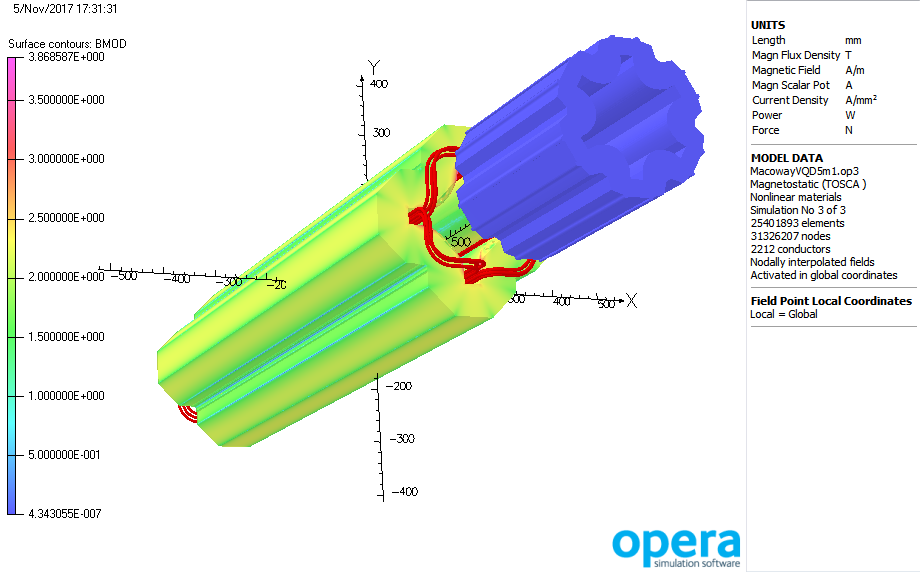 5/Nov/2017 17:31:31
Surface contours: BMOD
3.868587E+000
3.500000E+000
3.000000E+000
2.500000E+000
2.000000E+000
1.500000E+000
1.000000E+000
5.000000E-001
4.343055E-007
Y
400
300
500
-500
-400
-300
-20
300
400
500
X
-200
-300
-400
opera
simulation software
UNITS
Length mm
Magn Flux Density T
Magnetic Field A/m
Magn Scalar Pot A
Current Density A/mm²
Power W
Force N
MODEL DATA
MacowayVQD5m1.op3
Magnetostatic (TOSCA )
Nonlinear materials
Simulation No 3 of 3
25401893 elements
31326207 nodes
2212 conductors
Nodally interpolated fields
Activated in global coordinates
Field Point Local Coordinates
Local = Global